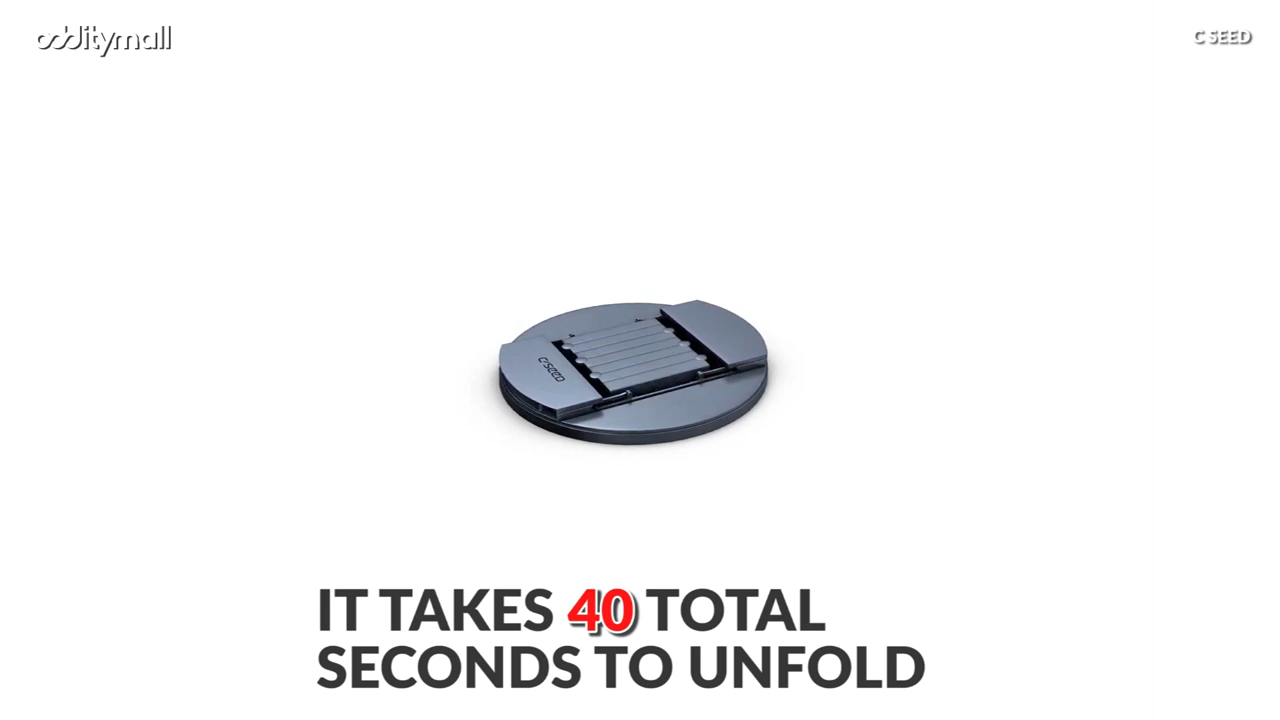 odditymall
C SEED
C SEED
IT TAKES 40 TOTAL
SECONDS TO UNFOLD